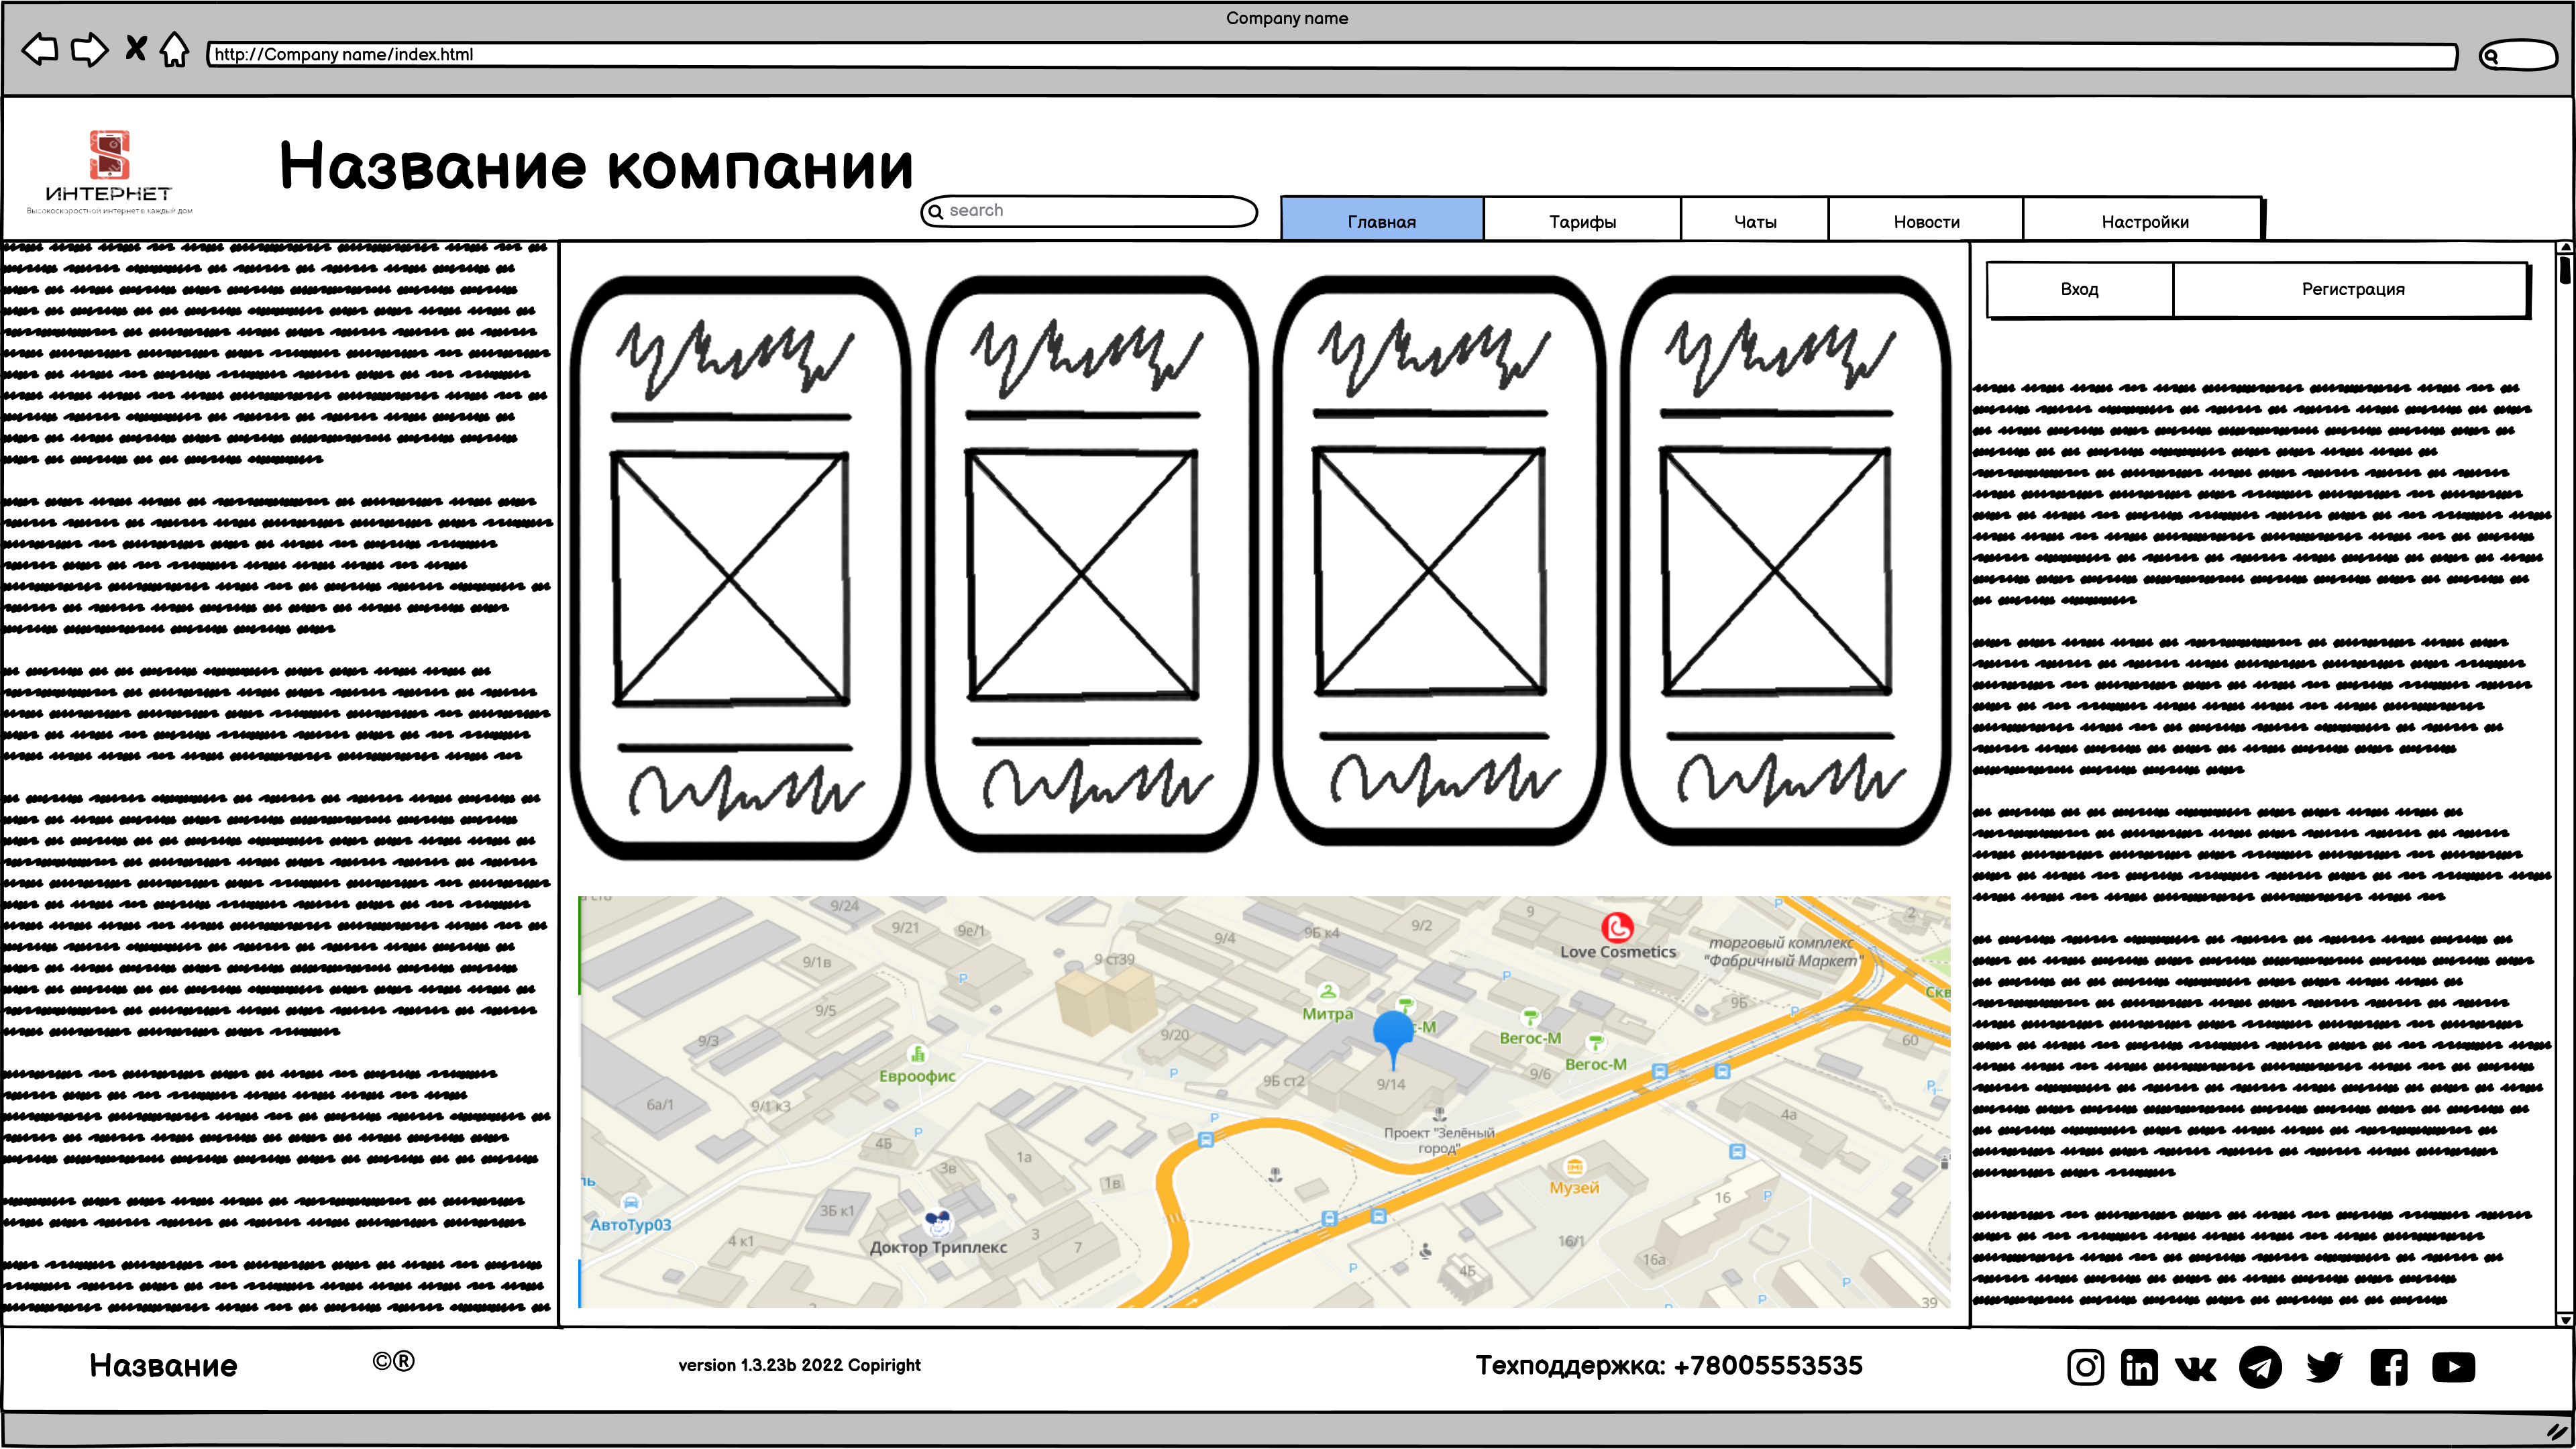 Company name
http://Company name/index.html
ИНТЕРНЕТ
Высокоскоростной интернет в каждый дом
Название компании
search
Главная
Тарифы
Чаты
Новости
Настройки
Вход
Регистрация
9/24
9/21
9е/1
9/4
9Б к4
9/2
9
Love Cosmetics
торговый комплекс
"Фабричный Маркет"
2
9/1в
P
9 ст39
P
P
Митра
с-М
Вегос-М
Вегос-М
9Б
P
Скв
9/5
9/3
9/20
Евроофис
P
9Б ст2
9/14
9/6
60
6а/1
9/1 к3
P
P
4Б
3в
1а
1в
Проект "Зелёный
город"
4а
P
Музей
16
P
АвтоТур03
3Б к1
Доктор Триплекс
4 к1
3
7
16/1
16а
P
4Б
P
P
P
39
Название
©®
version 1.3.23b 2022 Copiright
Техподдержка: +78005553535